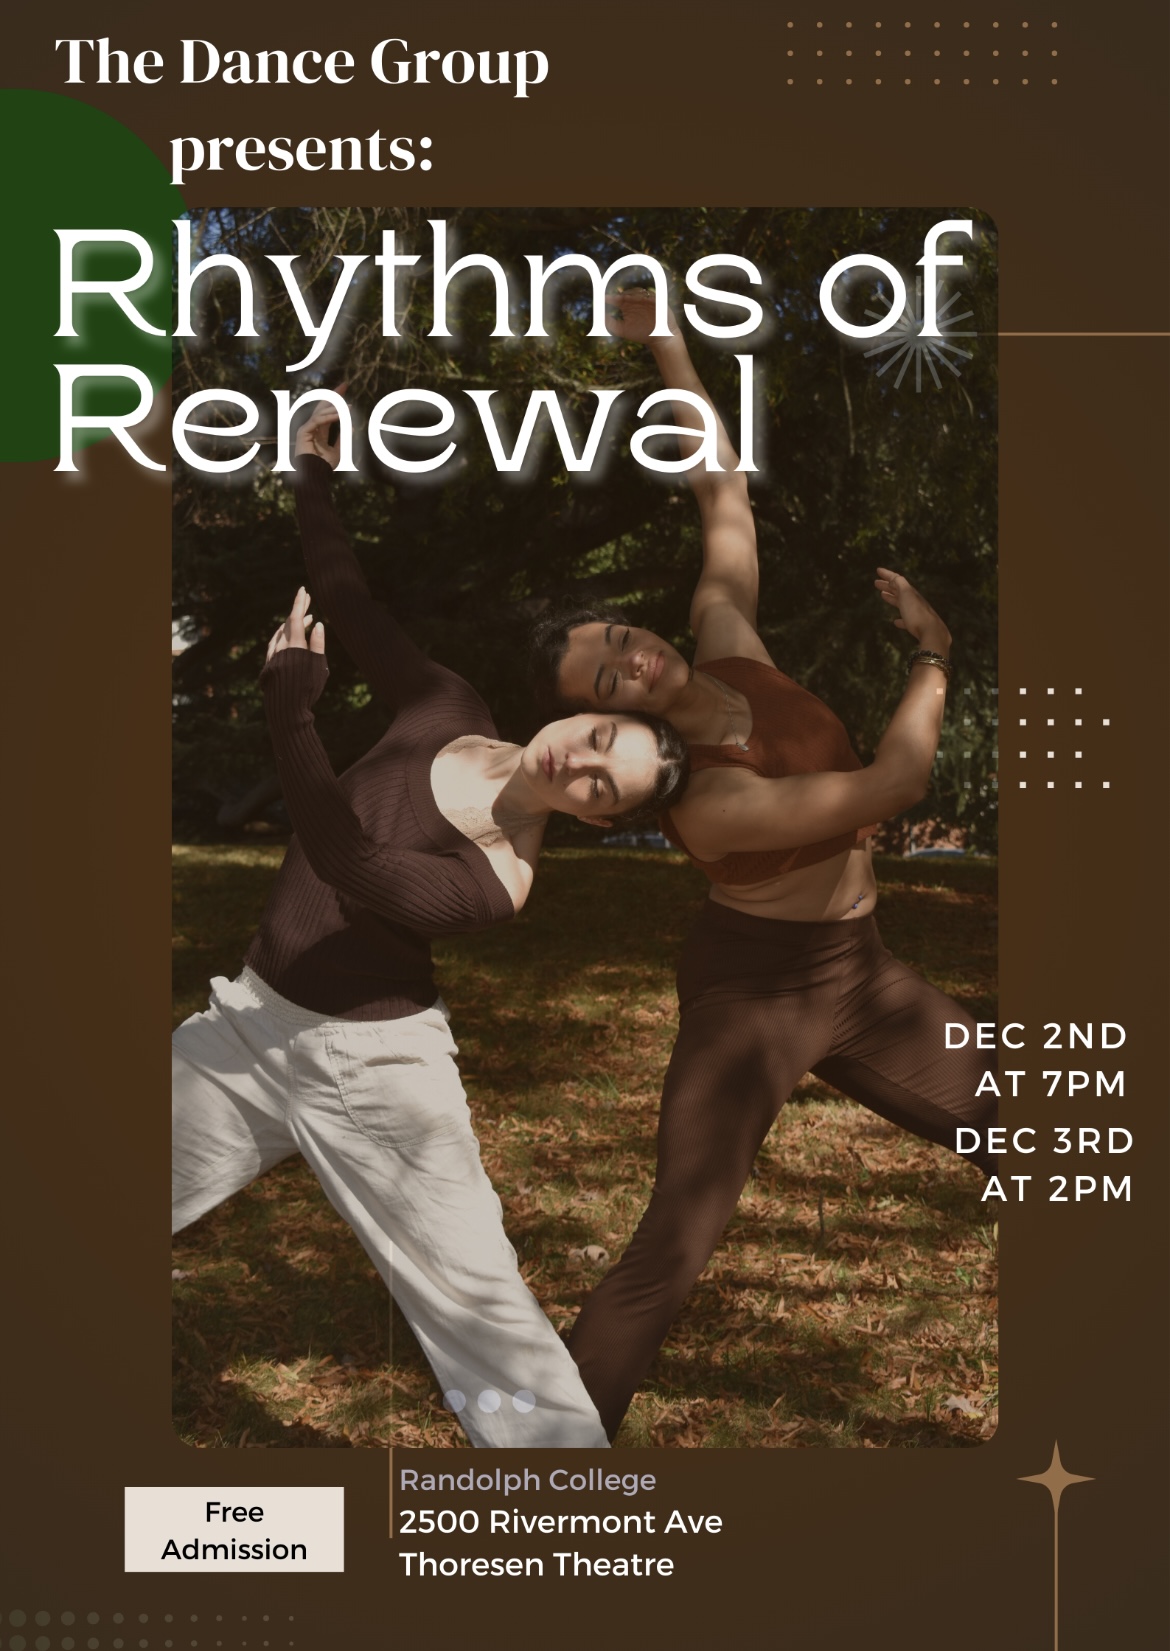 The Dance Group
presents:
Rhythms of
Renewal
DEC 2ND
AT 7PM
DEC 3RD
AT 2PM
Free
Admission
Randolph College
2500 Rivermont Ave
Thoresen Theatre